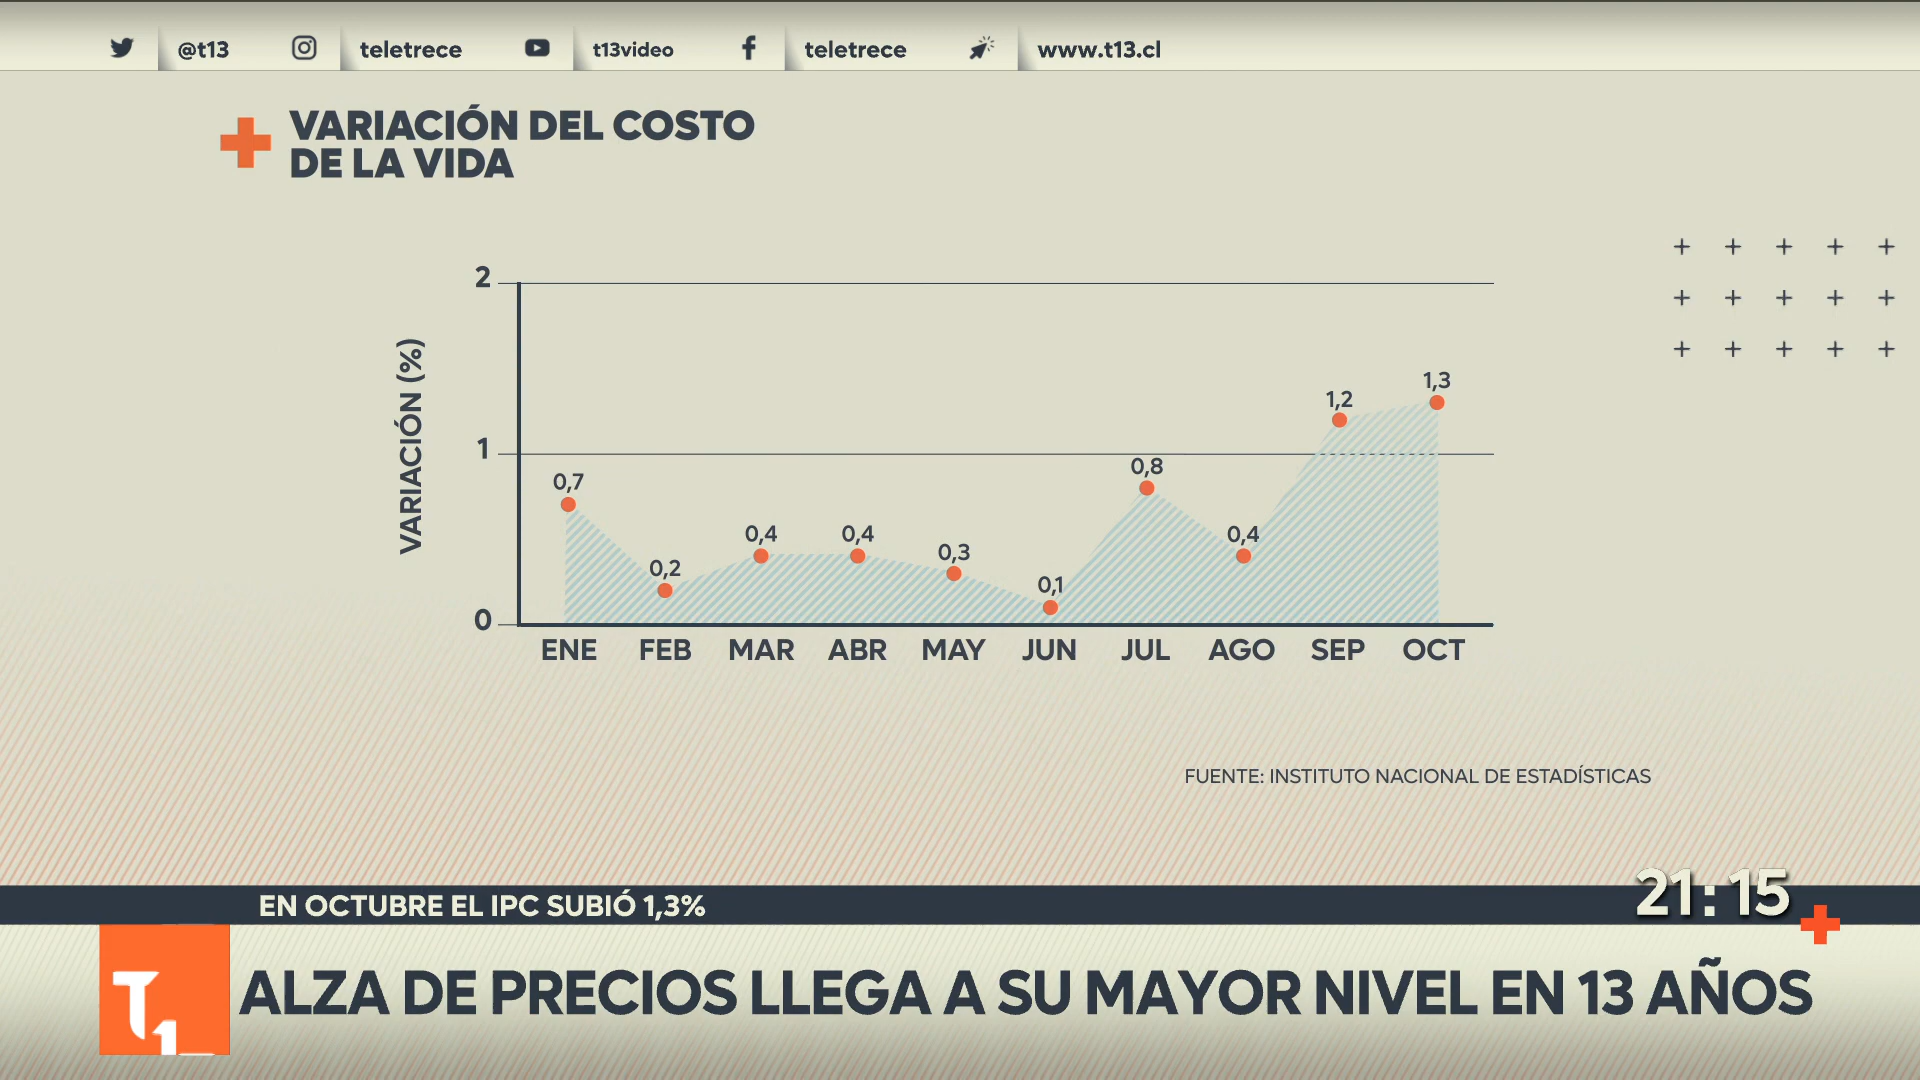 @t13
teletrece
t13video
teletrece
www.t13.cl
VARIACIÓN DEL COSTO
DE LA VIDA
VARIACIÓN (%)
2
1
0
0,7
0,2
0,4
0,4
0,3
0,1
0,8
0,4
1,2
1,3
ENE FEB MAR ABR MAY JUN JUL AGO SEP OCT
FUENTE: INSTITUTO NACIONAL DE ESTADÍSTICAS
EN OCTUBRE EL IPC SUBIÓ 1,3%
21:15
T1
ALZA DE PRECIOS LLEGA A SU MAYOR NIVEL EN 13 AÑOS